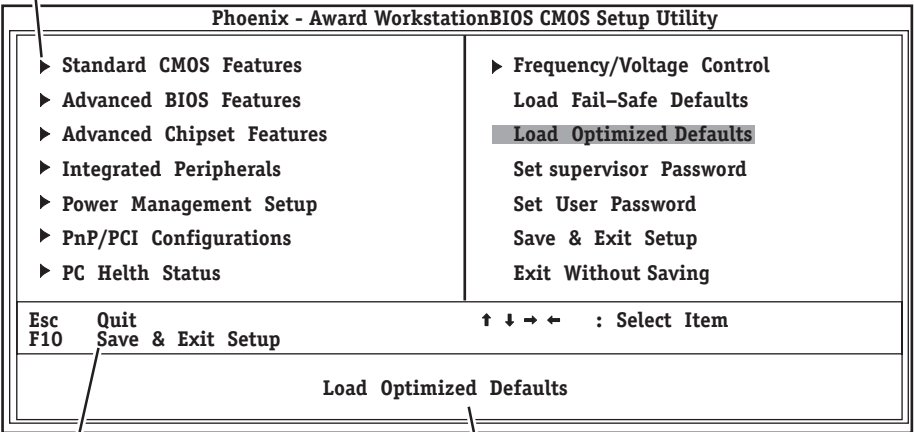 Phoenix - Award WorkstationBIOS CMOS Setup Utility
Standard CMOS Features
Advanced BIOS Features
Advanced Chipset Features
Integrated Peripherals
Power Management Setup
PnP/PCI Configurations
PC Helth Status
Frequency/Voltage Control
Load Fail–Safe Defaults
Load Optimized Defaults
Set supervisor Password
Set User Password
Save & Exit Setup
Exit Without Saving
Esc Quit
F10 Save & Exit Setup
↑ ↓ → ← : Select Item
Load Optimized Defaults